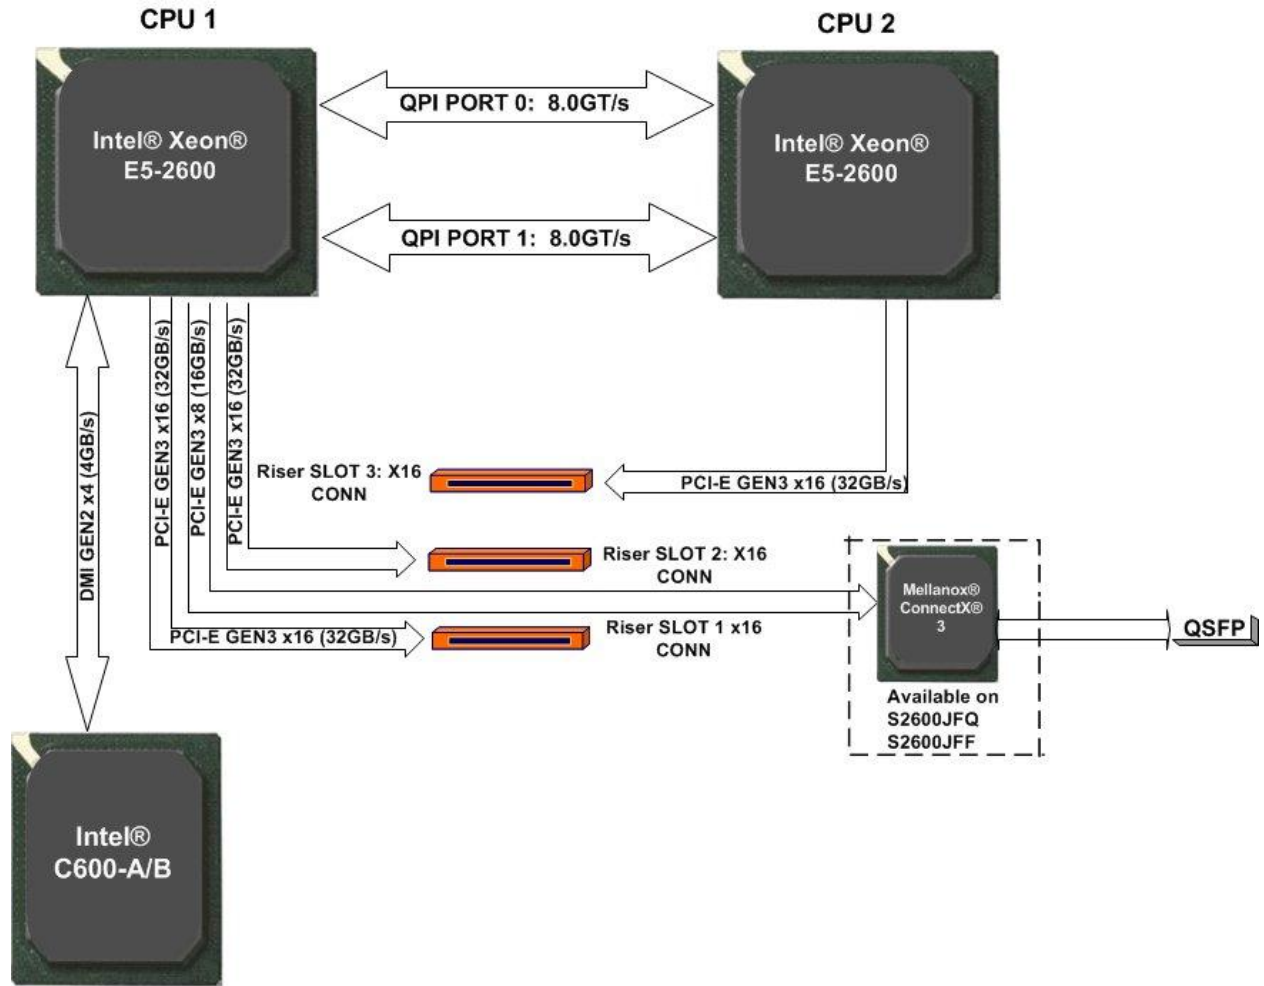 CPU 1
CPU 2
Intel® Xeon®
E5-2600
QPI PORT 0: 8.0GT/s
Intel® Xeon®
E5-2600
QPI PORT 1: 8.0GT/s
DMI GEN2 x4 (4GB/s)
PCI-E GEN3 x16 (32GB/s)
PCI-E GEN3 x8 (16GB/s)
PCI-E GEN3 x16 (32GB/s)
Riser SLOT 3: X16
CONN
PCI-E GEN3 x16 (32GB/s)
Riser SLOT 2: X16
CONN
Mellanox®
ConnectX®
3
PCI-E GEN3 x16 (32GB/s)
Riser SLOT 1 x16
CONN
QSFP
Available on
S2600JFQ
S2600JFF
Intel®
C600-A/B